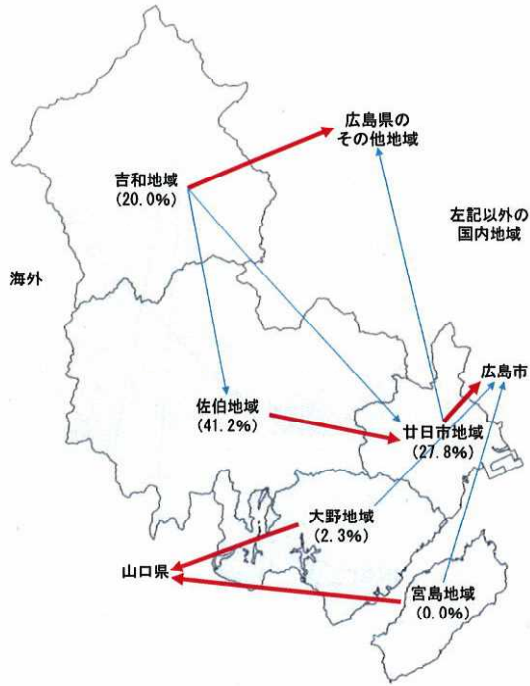 広島県の
その他地域
吉和地域
(20.0%)
左記以外の
国内地域
海外
広島市
佐伯地域
(41.2%)
廿日市地域
(27.8%)
大野地域
(2.3%)
山口県
宮島地域
(0.0%)